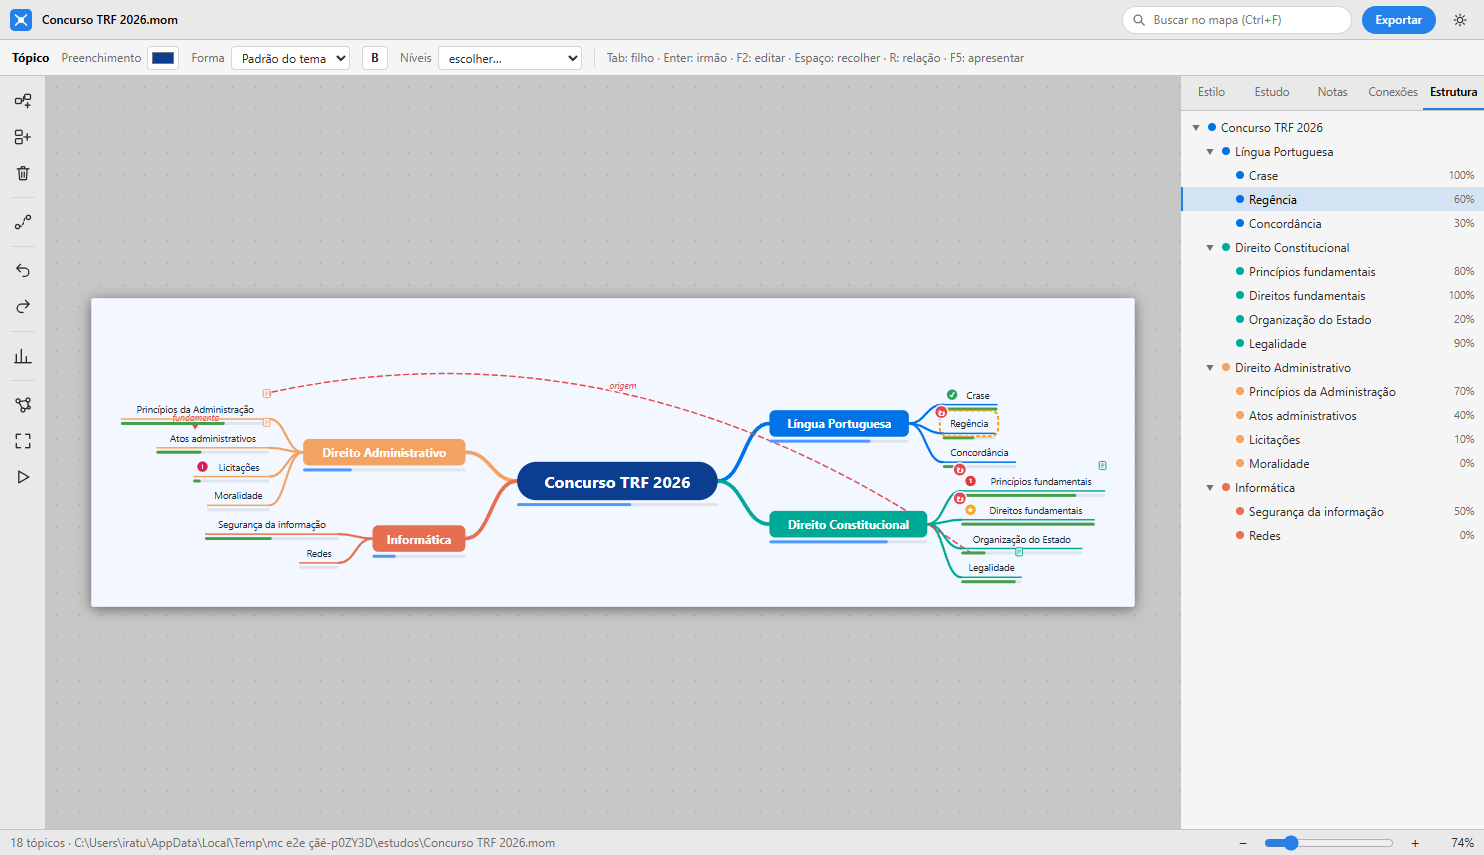 Concurso TRF 2026.mom
Buscar no mapa (Ctrl+F)
Exportar
Tópico
Preenchimento
Forma
Padrão do tema
B
Níveis
escolher...
Tab: filho · Enter: irmão · F2: editar · Espaço: recolher · R: relação · F5: apresentar
Estilo
Estudo
Notas
Conexões
Estrutura
origem
Princípios da Administração
fundamenta
Atos administrativos
Licitações
Moralidade
Direito Administrativo
Segurança da informação
Redes
Informática
Concurso TRF 2026
Língua Portuguesa
Crase
Regência
Concordância
Direito Constitucional
1
Princípios fundamentais
Direitos fundamentais
Organização do Estado
Legalidade
Concurso TRF 2026
Língua Portuguesa
Crase 100%
Regência 60%
Concordância 30%
Direito Constitucional
Princípios fundamentais 80%
Direitos fundamentais 100%
Organização do Estado 20%
Legalidade 90%
Direito Administrativo
Princípios da Administração 70%
Atos administrativos 40%
Licitações 10%
Moralidade 0%
Informática
Segurança da informação 50%
Redes 0%
18 tópicos · C:\Users\iratu\AppData\Local\Temp\mc e2e çãé-p0ZY3D\estudos\Concurso TRF 2026.mom
− + 74%